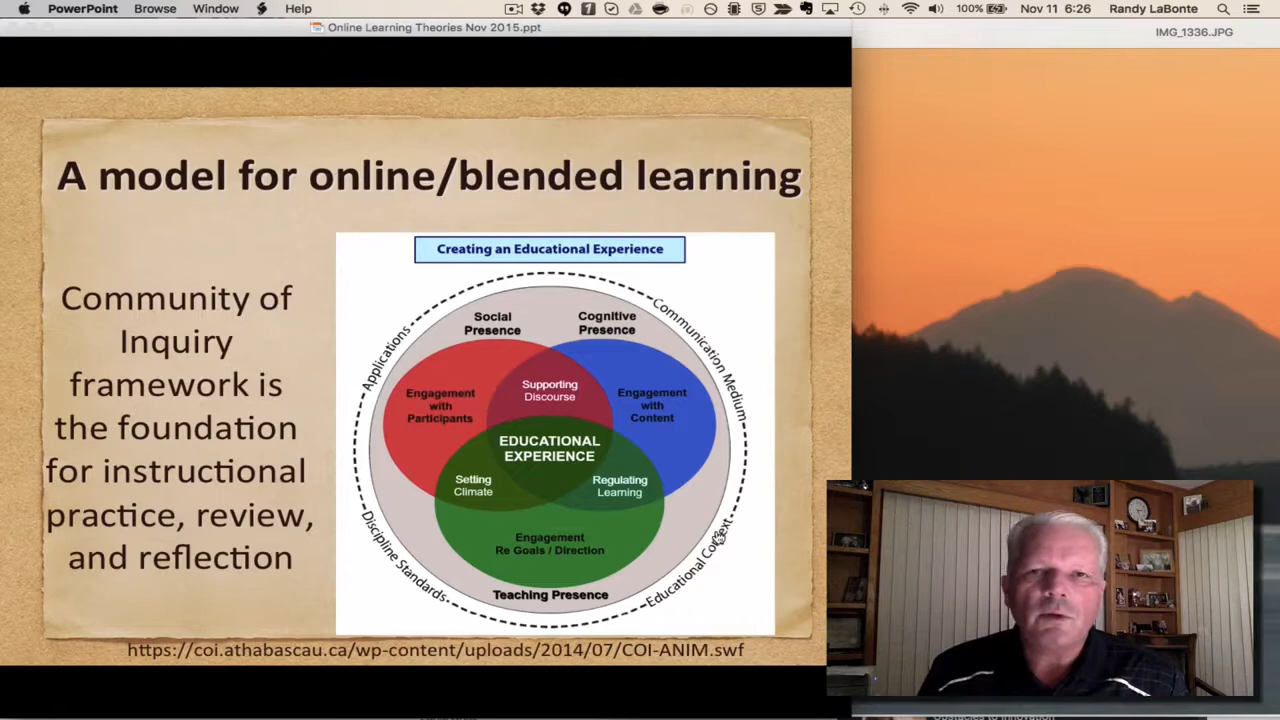 PowerPoint Browse Window Help 100% Nov 11 6:26 Randy LaBonte
Online Learning Theories Nov 2015.ppt
IMG_1336.JPG
A model for online/blended learning
Community of
Inquiry
framework is
the foundation
for instructional
practice, review,
and reflection
Creating an Educational Experience
Social
Presence
Cognitive
Presence
Applications
Communication Medium
Engagement
with
Participants
Supporting
Discourse
Engagement
with
Content
EDUCATIONAL
EXPERIENCE
Setting
Climate
Regulating
Learning
Engagement
Re Goals / Direction
Discipline Standards
Educational Context
Teaching Presence
https://coi.athabascau.ca/wp-content/uploads/2014/07/COI-ANIM.swf